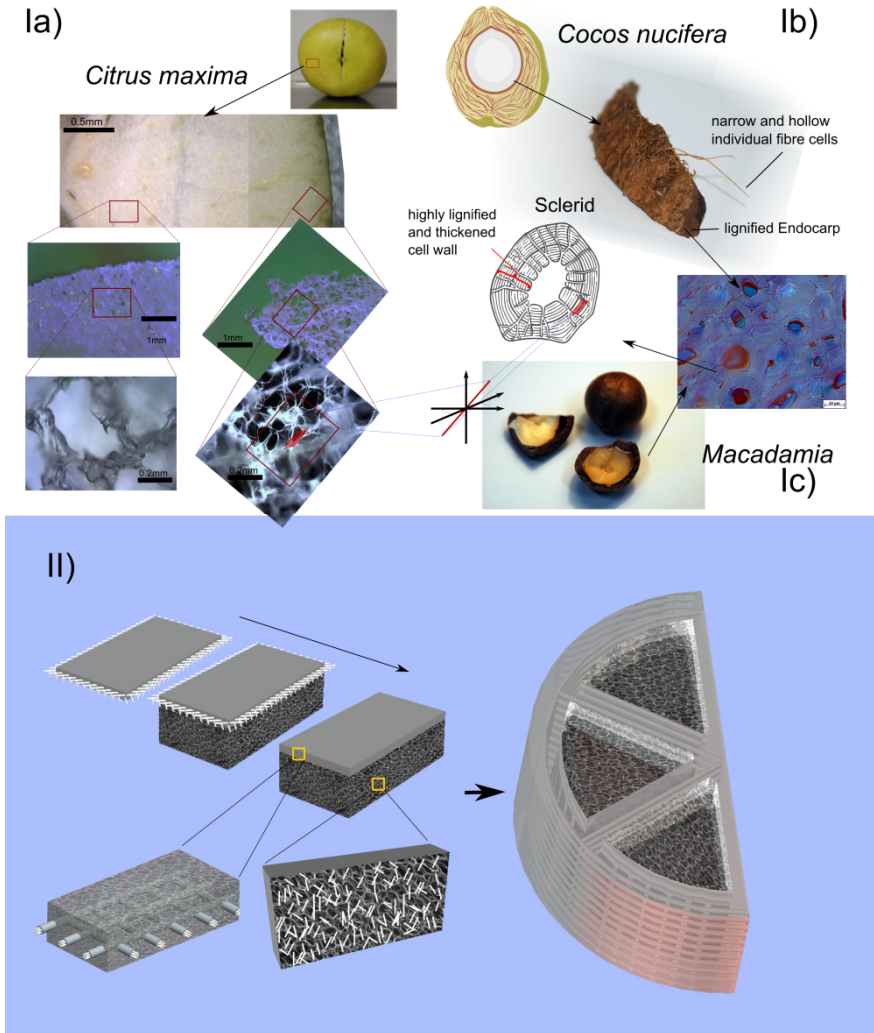 Ia)
Citrus maxima
0.5mm
1mm
1mm
0.2mm
0.2mm
Cocos nucifera
Ib)
narrow and hollow
individual fibre cells
Sclerid
highly lignified
and thickened
cell wall
lignified Endocarp
Macadamia
Ic)
II)